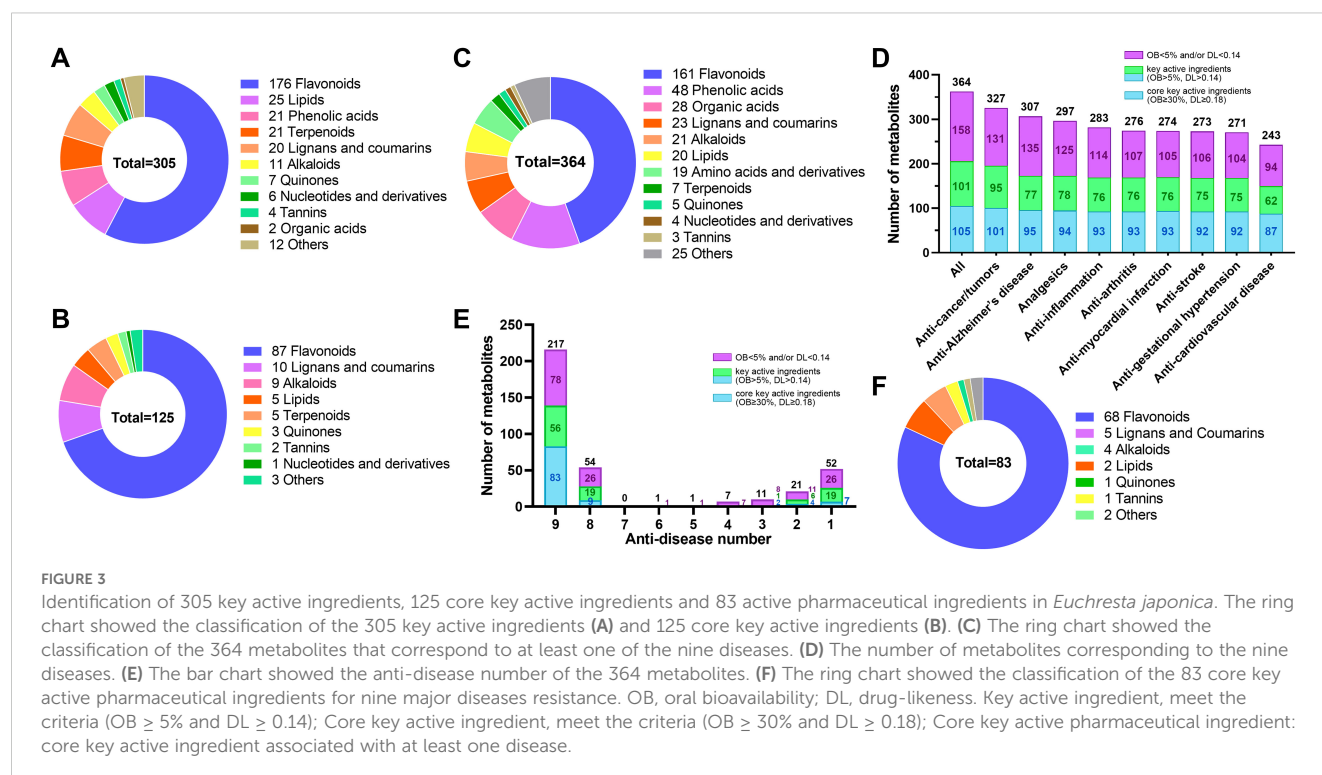 A
Total=305
176 Flavonoids
25 Lipids
21 Phenolic acids
21 Terpenoids
20 Lignans and coumarins
11 Alkaloids
7 Quinones
6 Nucleotides and derivatives
4 Tannins
2 Organic acids
12 Others
C
Total=364
161 Flavonoids
48 Phenolic acids
28 Organic acids
23 Lignans and coumarins
21 Alkaloids
20 Lipids
19 Amino acids and derivatives
7 Terpenoids
5 Quinones
4 Nucleotides and derivatives
3 Tannins
25 Others
D
OB<5% and/or DL<0.14
key active ingredients
(OB>5%, DL>0.14)
core key active ingredients
(OB≥30%, DL≥0.18)
Number of metabolites
400
300
200
100
0
364 327 307 297 283 276 274 273 271 243
158 131 135 125 114 107 105 106 104 94
101 95 77 78 76 76 76 75 75 62
105 101 95 94 93 93 93 92 92 87
All
Anti-cancer/tumors
Anti-Alzheimer's disease
Analgesics
Anti-inflammation
Anti-arthritis
Anti-myocardial infarction
Anti-stroke
Anti-gestational hypertension
Anti-cardiovascular disease
B
Total=125
87 Flavonoids
10 Lignans and coumarins
9 Alkaloids
5 Lipids
5 Terpenoids
3 Quinones
2 Tannins
1 Nucleotides and derivatives
3 Others
E
OB<5% and/or DL<0.14
key active ingredients
(OB>5%, DL>0.14)
core key active ingredients
(OB≥30%, DL≥0.18)
Number of metabolites
250
200
150
100
50
0
217 54 0 1 1 7 11 21 52
78 26 1 1 7 8 11 26
56 19 1 6 19
83 9 2 4 7
9 8 7 6 5 4 3 2 1
Anti-disease number
F
Total=83
68 Flavonoids
5 Lignans and Coumarins
4 Alkaloids
2 Lipids
1 Quinones
1 Tannins
2 Others
FIGURE 3
Identification of 305 key active ingredients, 125 core key active ingredients and 83 active pharmaceutical ingredients in Euchresta japonica. The ring
chart showed the classification of the 305 key active ingredients (A) and 125 core key active ingredients (B). (C) The ring chart showed the
classification of the 364 metabolites that correspond to at least one of the nine diseases. (D) The number of metabolites corresponding to the nine
diseases. (E) The bar chart showed the anti-disease number of the 364 metabolites. (F) The ring chart showed the classification of the 83 core key
active pharmaceutical ingredients for nine major diseases resistance. OB, oral bioavailability; DL, drug-likeness. Key active ingredient, meet the
criteria (OB ≥ 5% and DL ≥ 0.14); Core key active ingredient, meet the criteria (OB ≥ 30% and DL ≥ 0.18); Core key active pharmaceutical ingredient:
core key active ingredient associated with at least one disease.